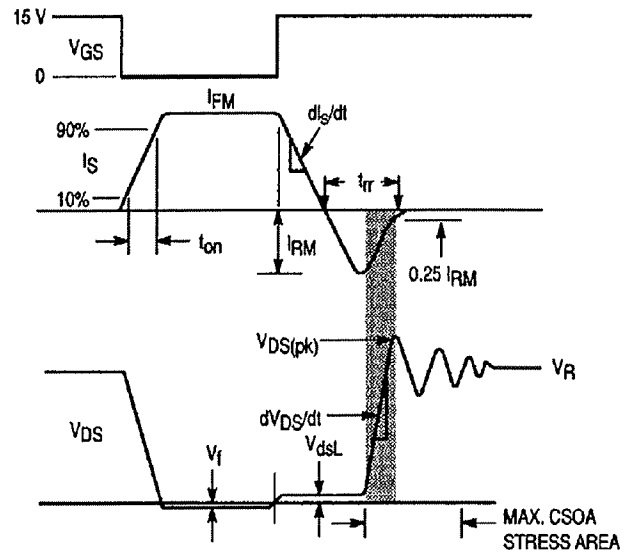 15 V
VGS
0
IFM
90%
dIs/dt
IS
trr
10%
ton
IRM
0.25 IRM
VDS(pk)
VR
VDS
dVDS/dt
Vf
VdsL
MAX. CSOA
STRESS AREA